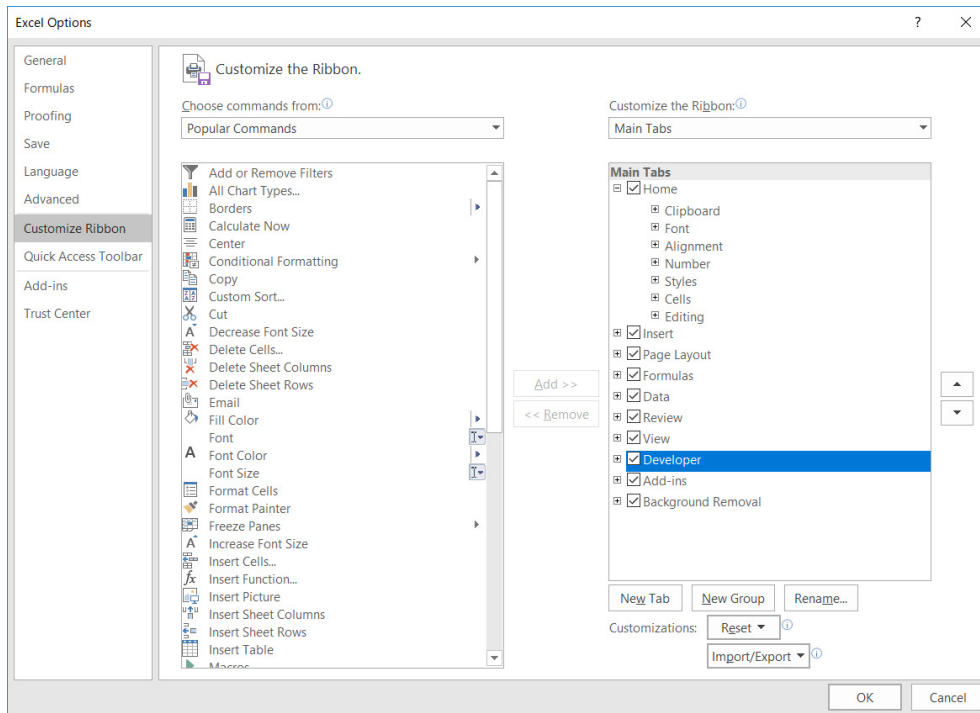 Excel Options
?
General
Formulas
Proofing
Save
Language
Advanced
Customize Ribbon
Quick Access Toolbar
Add-ins
Trust Center
Customize the Ribbon.
Choose commands from:
Popular Commands
Add or Remove Filters
All Chart Types...
Borders
Calculate Now
Center
Conditional Formatting
Copy
Custom Sort...
Cut
Decrease Font Size
Delete Cells...
Delete Sheet Columns
Delete Sheet Rows
Email
Fill Color
Font
Font Color
Font Size
Format Cells
Format Painter
Freeze Panes
Increase Font Size
Insert Cells...
Insert Function...
Insert Picture
Insert Sheet Columns
Insert Sheet Rows
Insert Table
Macros
Add >>
<< Remove
Customize the Ribbon:
Main Tabs
Main Tabs
Home
Clipboard
Font
Alignment
Number
Styles
Cells
Editing
Insert
Page Layout
Formulas
Data
Review
View
Developer
Add-ins
Background Removal
New Tab
New Group
Rename...
Customizations:
Reset
Import/Export
OK
Cancel